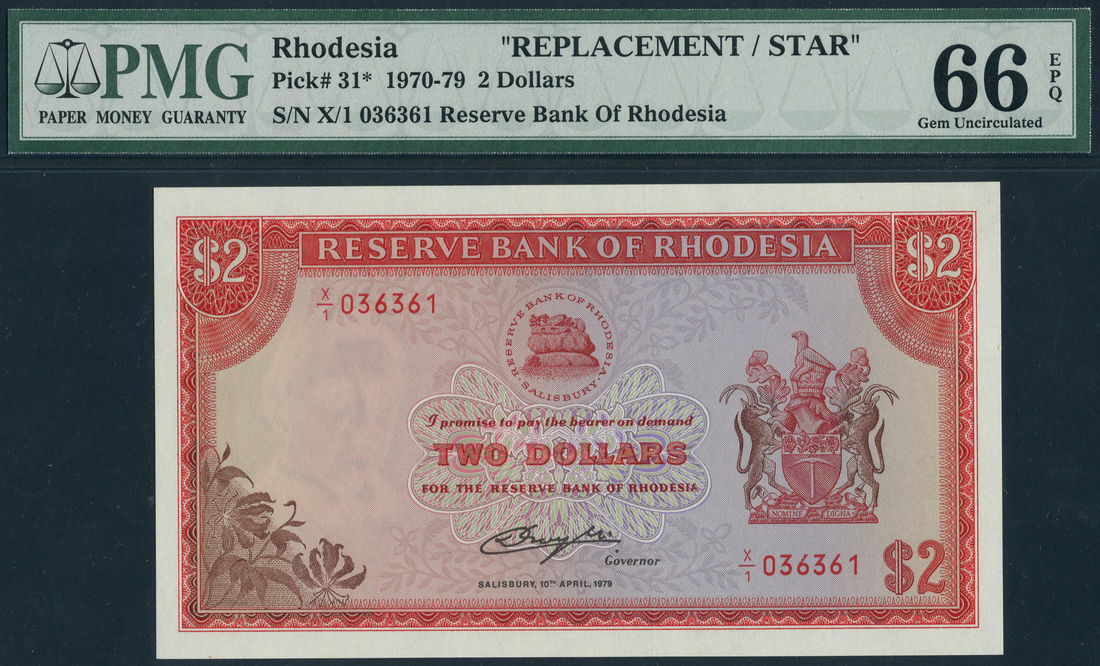 PMG
PAPER MONEY GUARANTY
Rhodesia "REPLACEMENT / STAR"
Pick# 31* 1970-79 2 Dollars
S/N X/1 036361 Reserve Bank Of Rhodesia
66 EPQ
Gem Uncirculated
$2 RESERVE BANK OF RHODESIA $2
X/1 036361
RESERVE BANK OF RHODESIA
· SALISBURY ·
I promise to pay the bearer on demand
TWO DOLLARS
FOR THE RESERVE BANK OF RHODESIA
NOMINE DIGNA
Governor
SALISBURY, 10TH APRIL, 1979
X/1 036361 $2